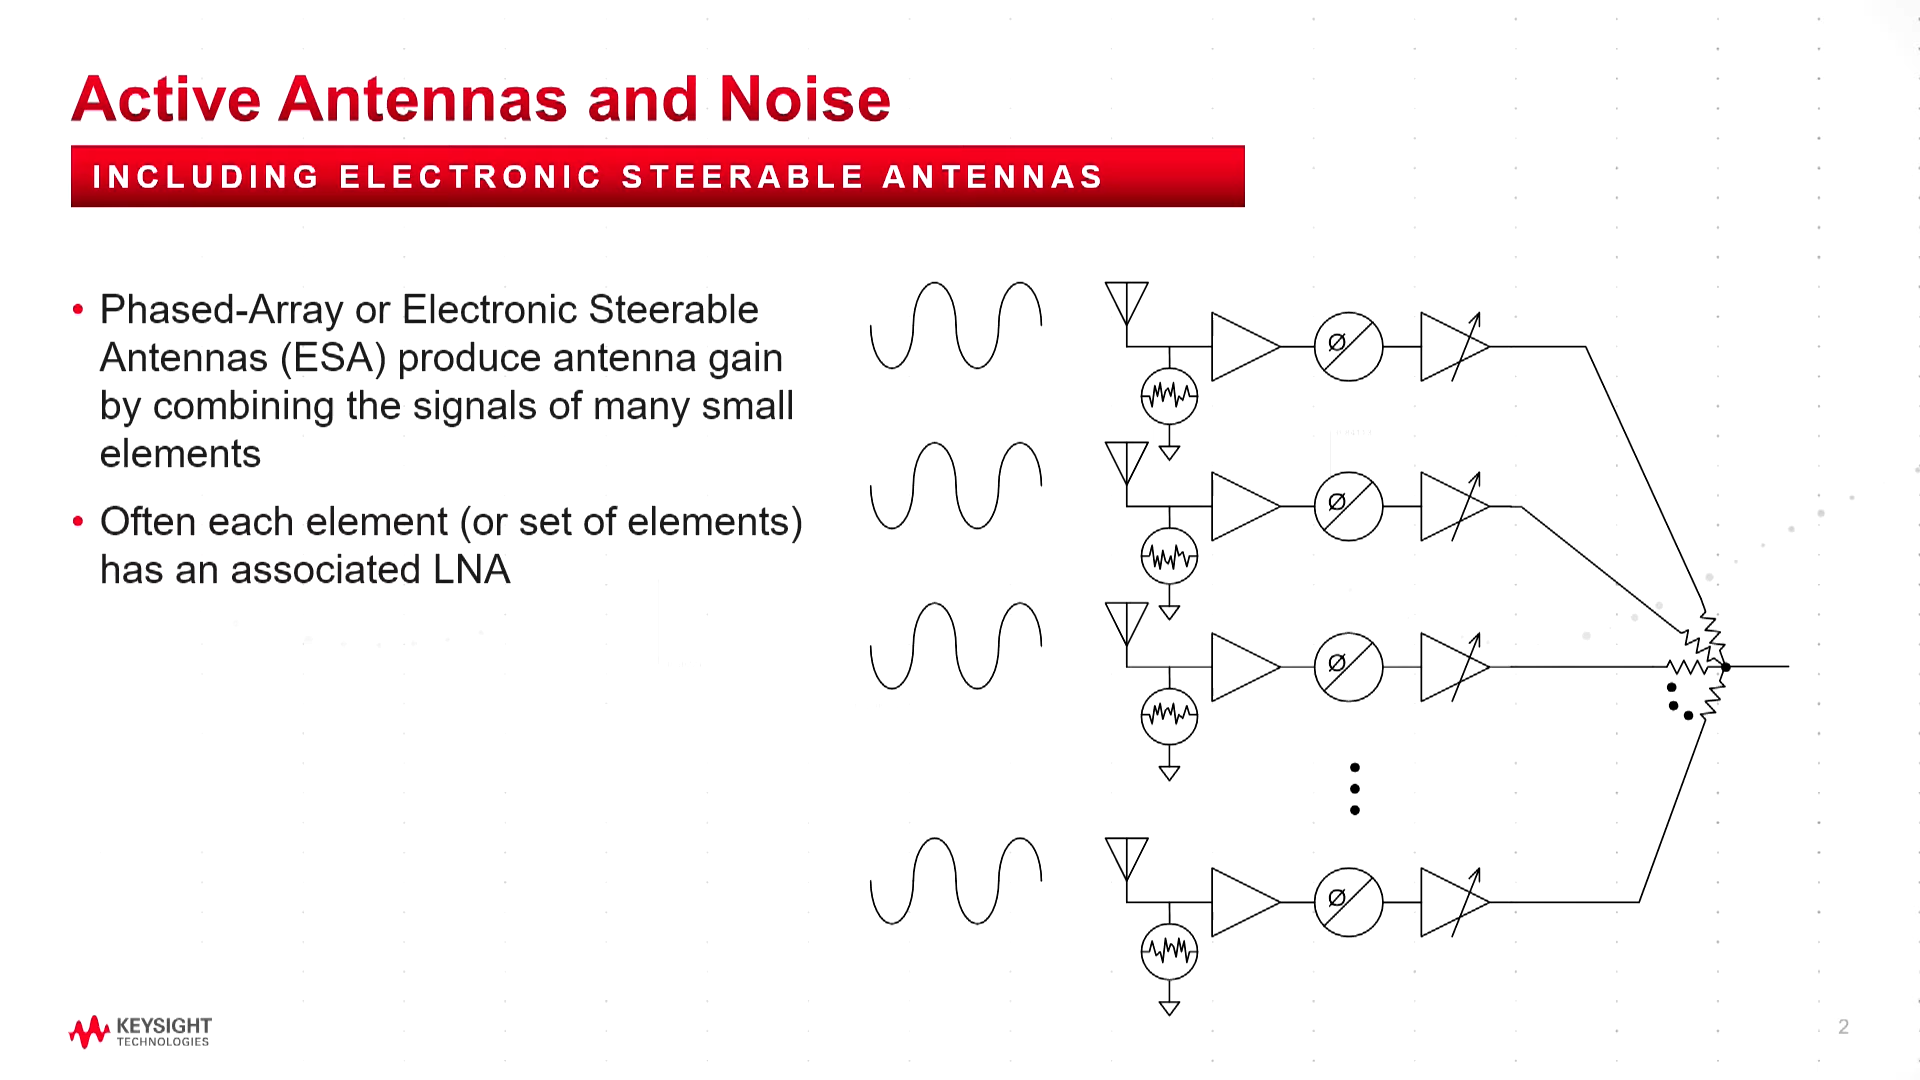 Active Antennas and Noise
INCLUDING ELECTRONIC STEERABLE ANTENNAS
• Phased-Array or Electronic Steerable
Antennas (ESA) produce antenna gain
by combining the signals of many small
elements
• Often each element (or set of elements)
has an associated LNA
Ø
Ø
Ø
Ø
KEYSIGHT
TECHNOLOGIES
2